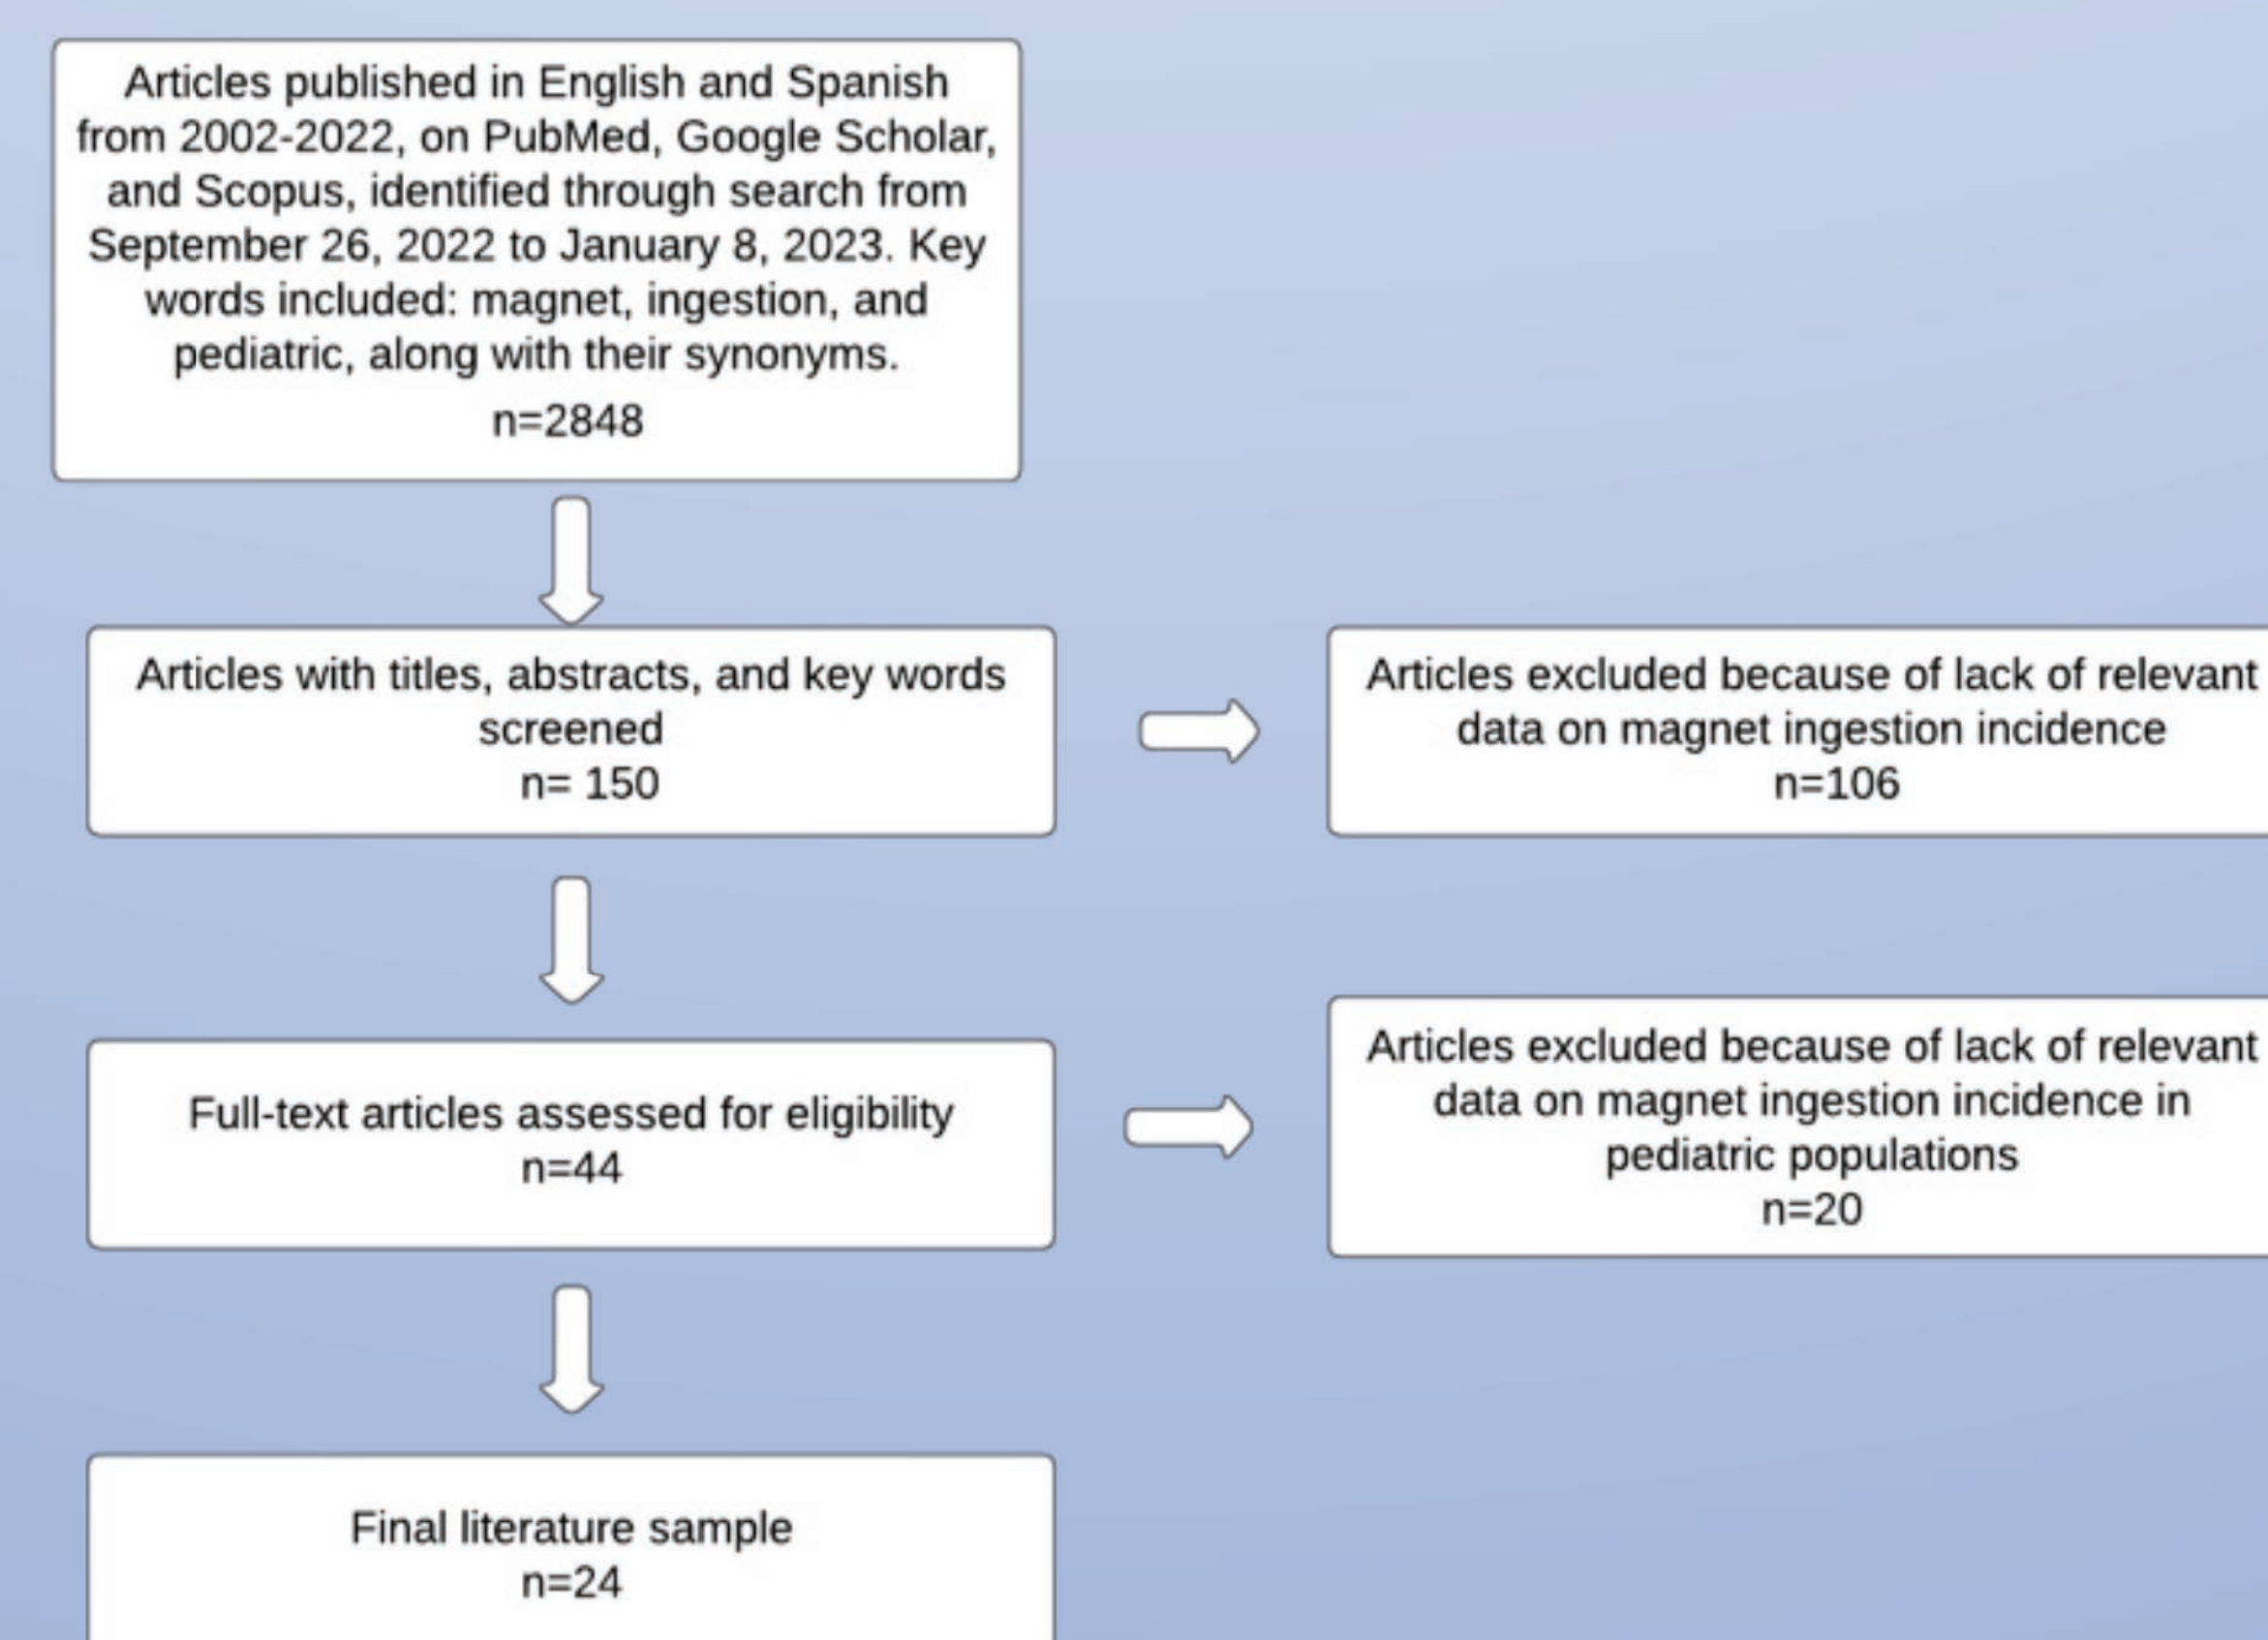 Articles published in English and Spanish
from 2002-2022, on PubMed, Google Scholar,
and Scopus, identified through search from
September 26, 2022 to January 8, 2023. Key
words included: magnet, ingestion, and
pediatric, along with their synonyms.
n=2848
Articles with titles, abstracts, and key words
screened
n= 150
Articles excluded because of lack of relevant
data on magnet ingestion incidence
n=106
Full-text articles assessed for eligibility
n=44
Articles excluded because of lack of relevant
data on magnet ingestion incidence in
pediatric populations
n=20
Final literature sample
n=24